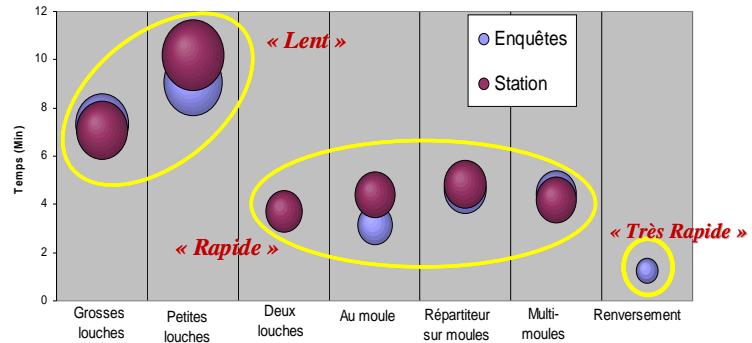 12
10
8
6
4
2
0
Temps (Min)
« Lent »
Enquêtes
Station
« Rapide »
« Très Rapide »
Grosses
louches
Petites
louches
Deux
louches
Au moule
Répartiteur
sur moules
Multi-
moules
Renversement